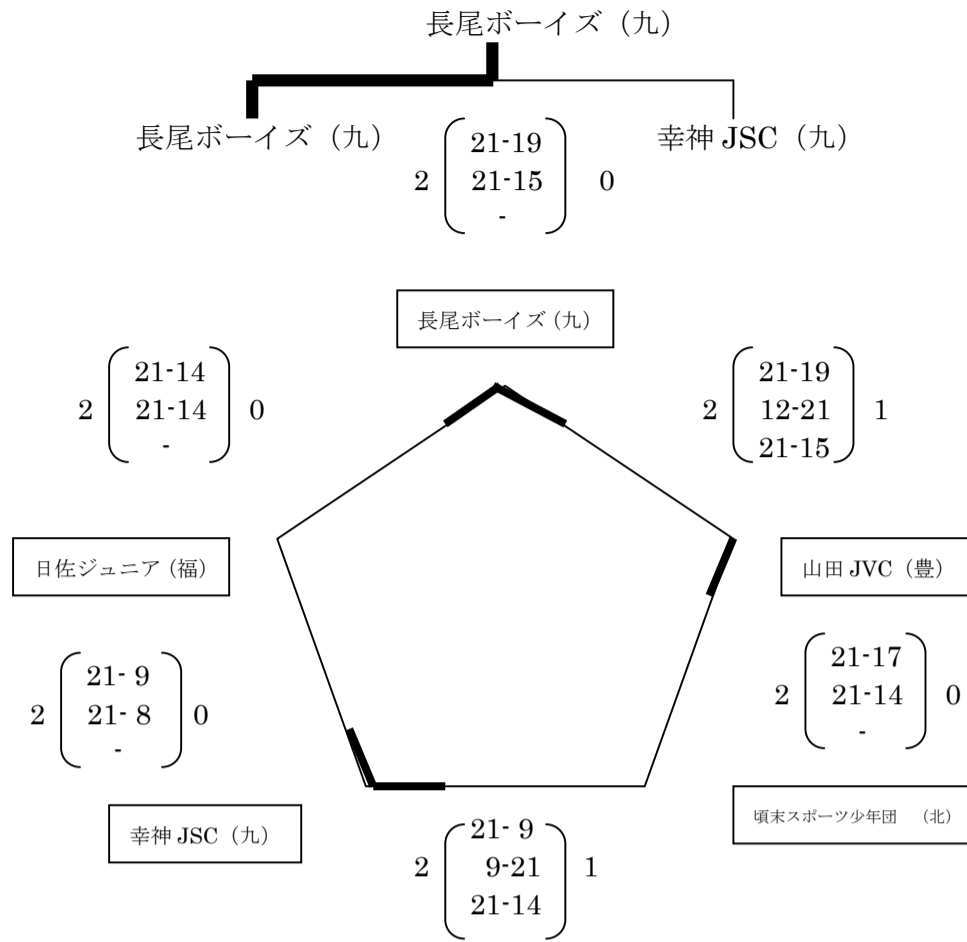 長尾ボーイズ（九）
長尾ボーイズ（九）
幸神 JSC（九）
21-19
2 21-15 0
-
長尾ボーイズ（九）
21-14
2 21-14 0
-
21-19
2 12-21 1
21-15
日佐ジュニア（福）
山田 JVC（豊）
21- 9
2 21- 8 0
-
21-17
2 21-14 0
-
幸神 JSC（九）
頃末スポーツ少年団　（北）
21- 9
2 9-21 1
21-14